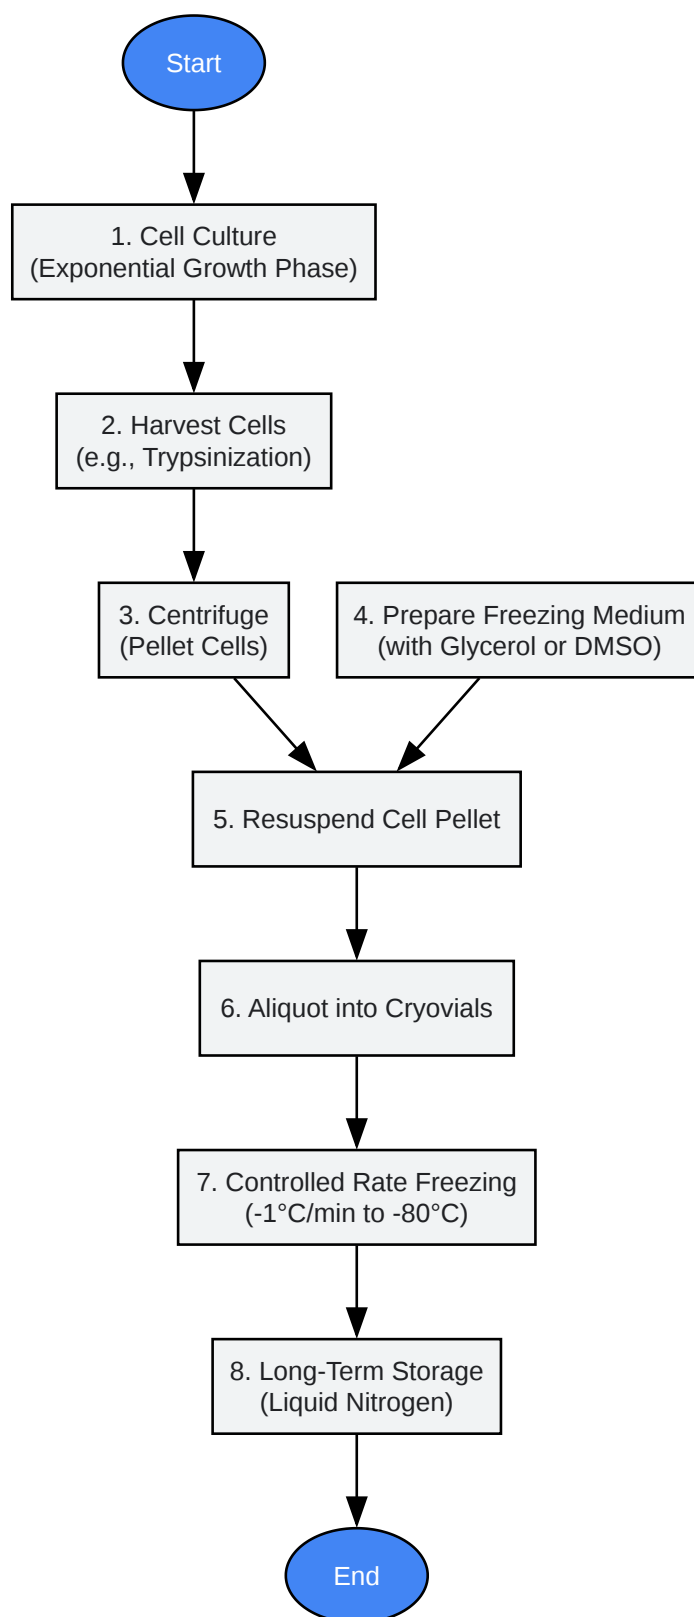 Start
1. Cell Culture
(Exponential Growth Phase)
2. Harvest Cells
(e.g., Trypsinization)
3. Centrifuge
(Pellet Cells)
4. Prepare Freezing Medium
(with Glycerol or DMSO)
5. Resuspend Cell Pellet
6. Aliquot into Cryovials
7. Controlled Rate Freezing
(-1°C/min to -80°C)
8. Long-Term Storage
(Liquid Nitrogen)
End